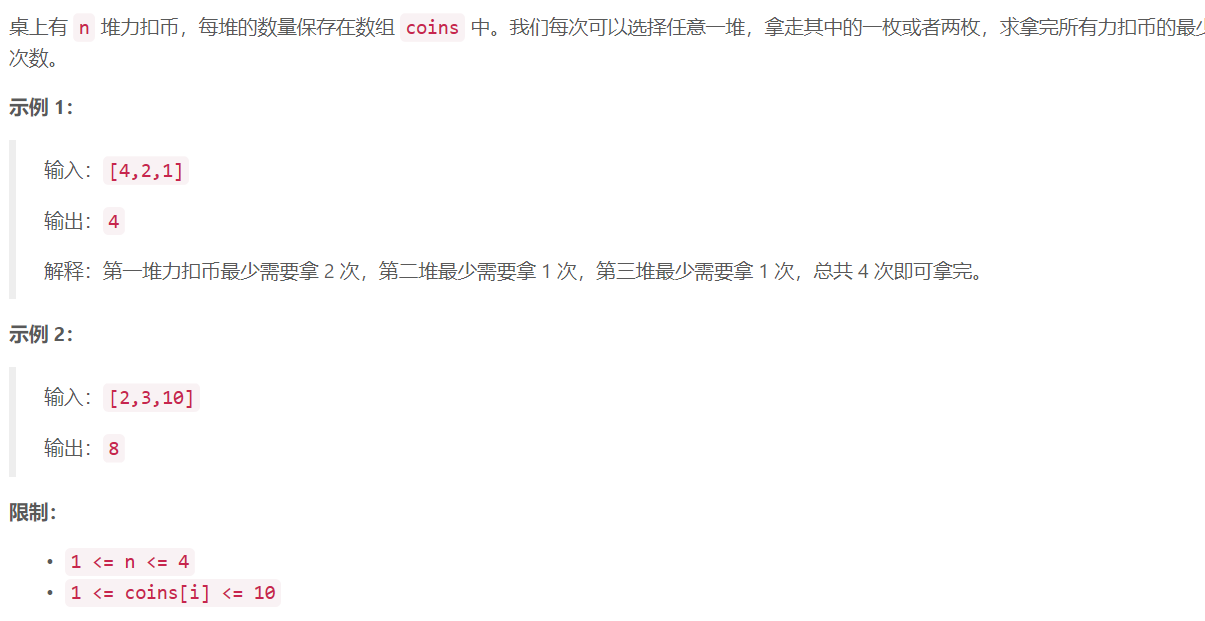 桌上有 n 堆力扣币，每堆的数量保存在数组 coins 中。我们每次可以选择任意一堆，拿走其中的一枚或者两枚，求拿完所有力扣币的最少
次数。
示例 1：
输入：[4,2,1]
输出：4
解释：第一堆力扣币最少需要拿 2 次，第二堆最少需要拿 1 次，第三堆最少需要拿 1 次，总共 4 次即可拿完。
示例 2：
输入：[2,3,10]
输出：8
限制：
• 1 <= n <= 4
• 1 <= coins[i] <= 10